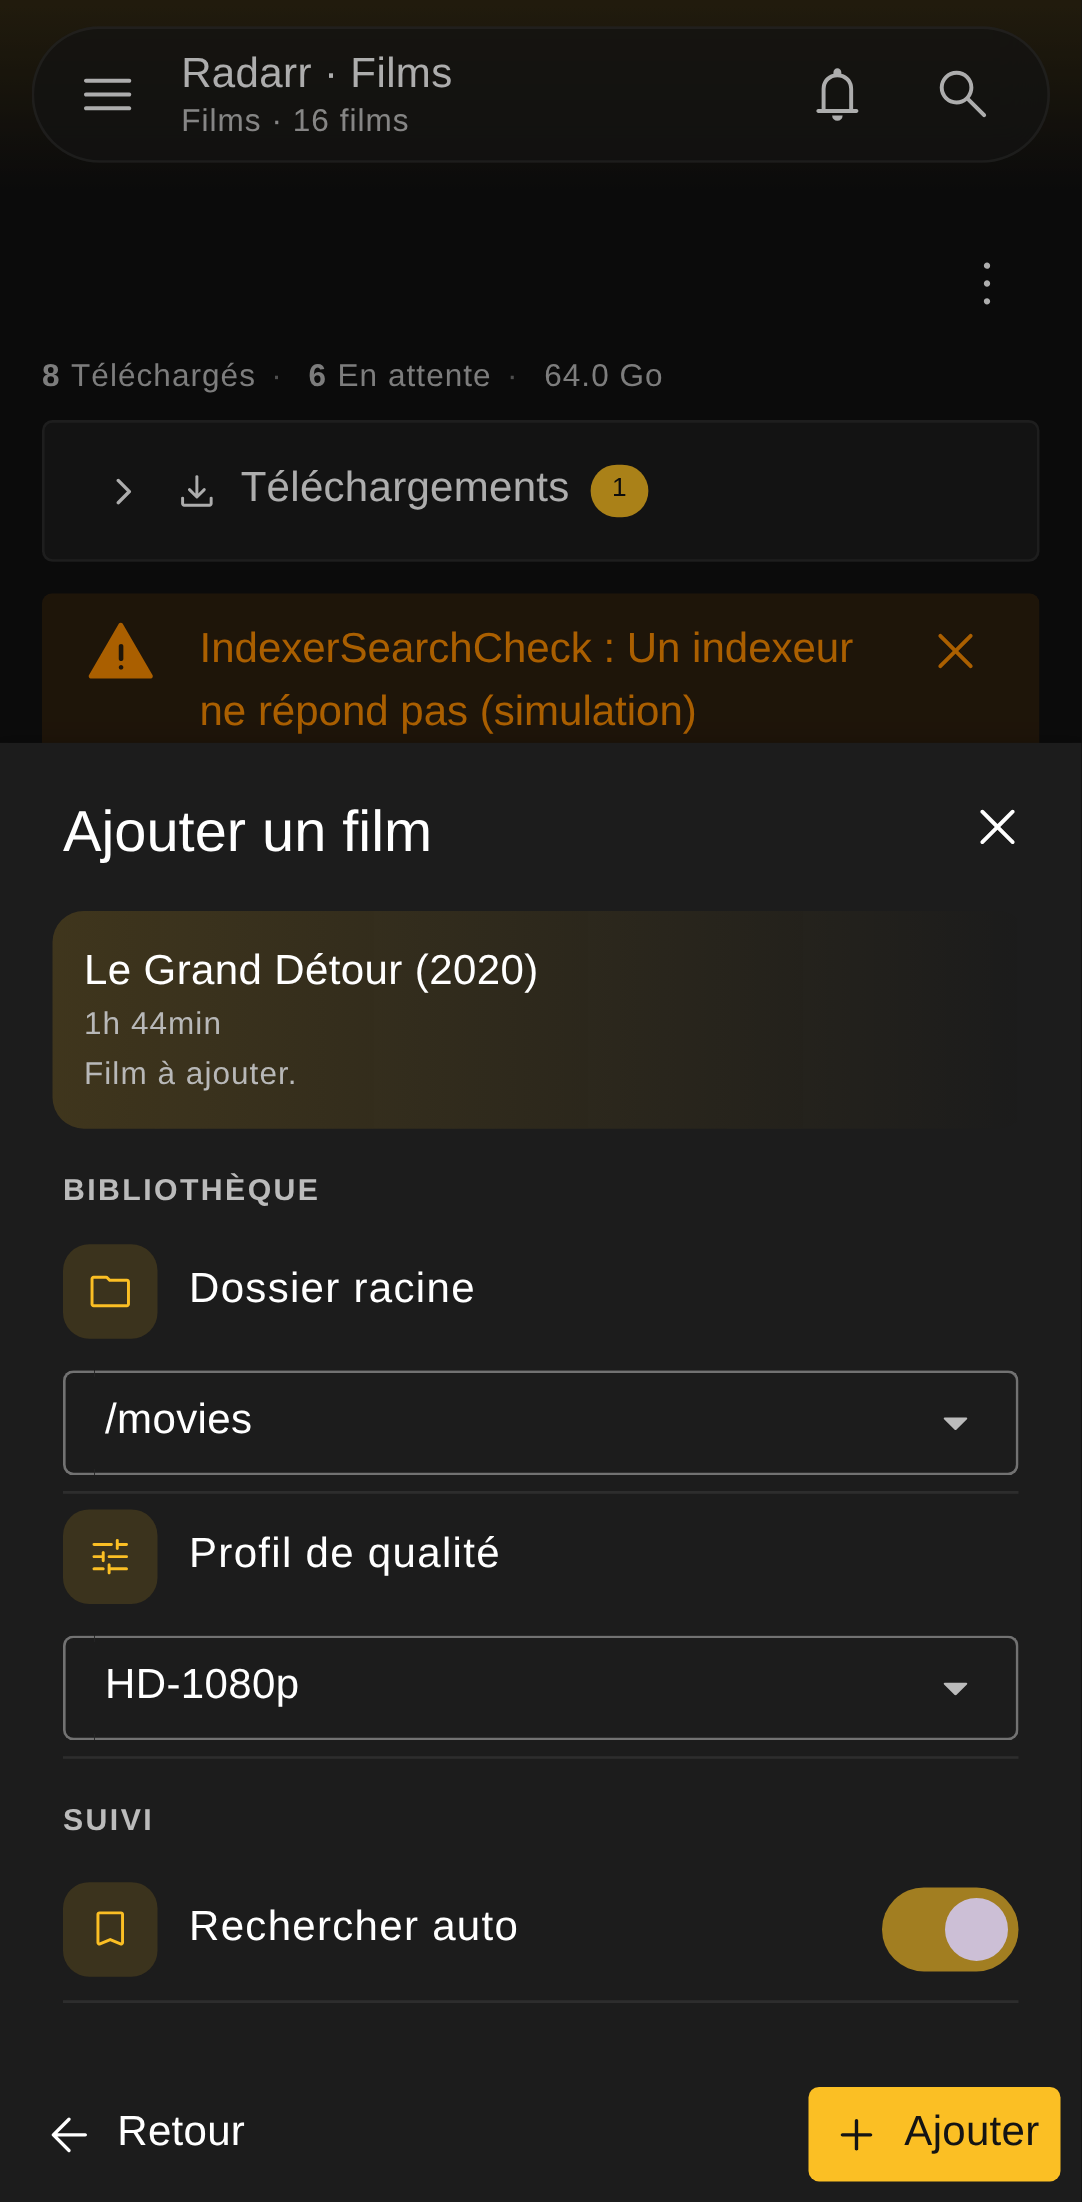 Radarr · Films
Films · 16 films
8 Téléchargés · 6 En attente · 64.0 Go
Téléchargements 1
IndexerSearchCheck : Un indexeur
ne répond pas (simulation)
Ajouter un film
Le Grand Détour (2020)
1h 44min
Film à ajouter.
BIBLIOTHÈQUE
Dossier racine
/movies
Profil de qualité
HD-1080p
SUIVI
Rechercher auto
Retour
Ajouter